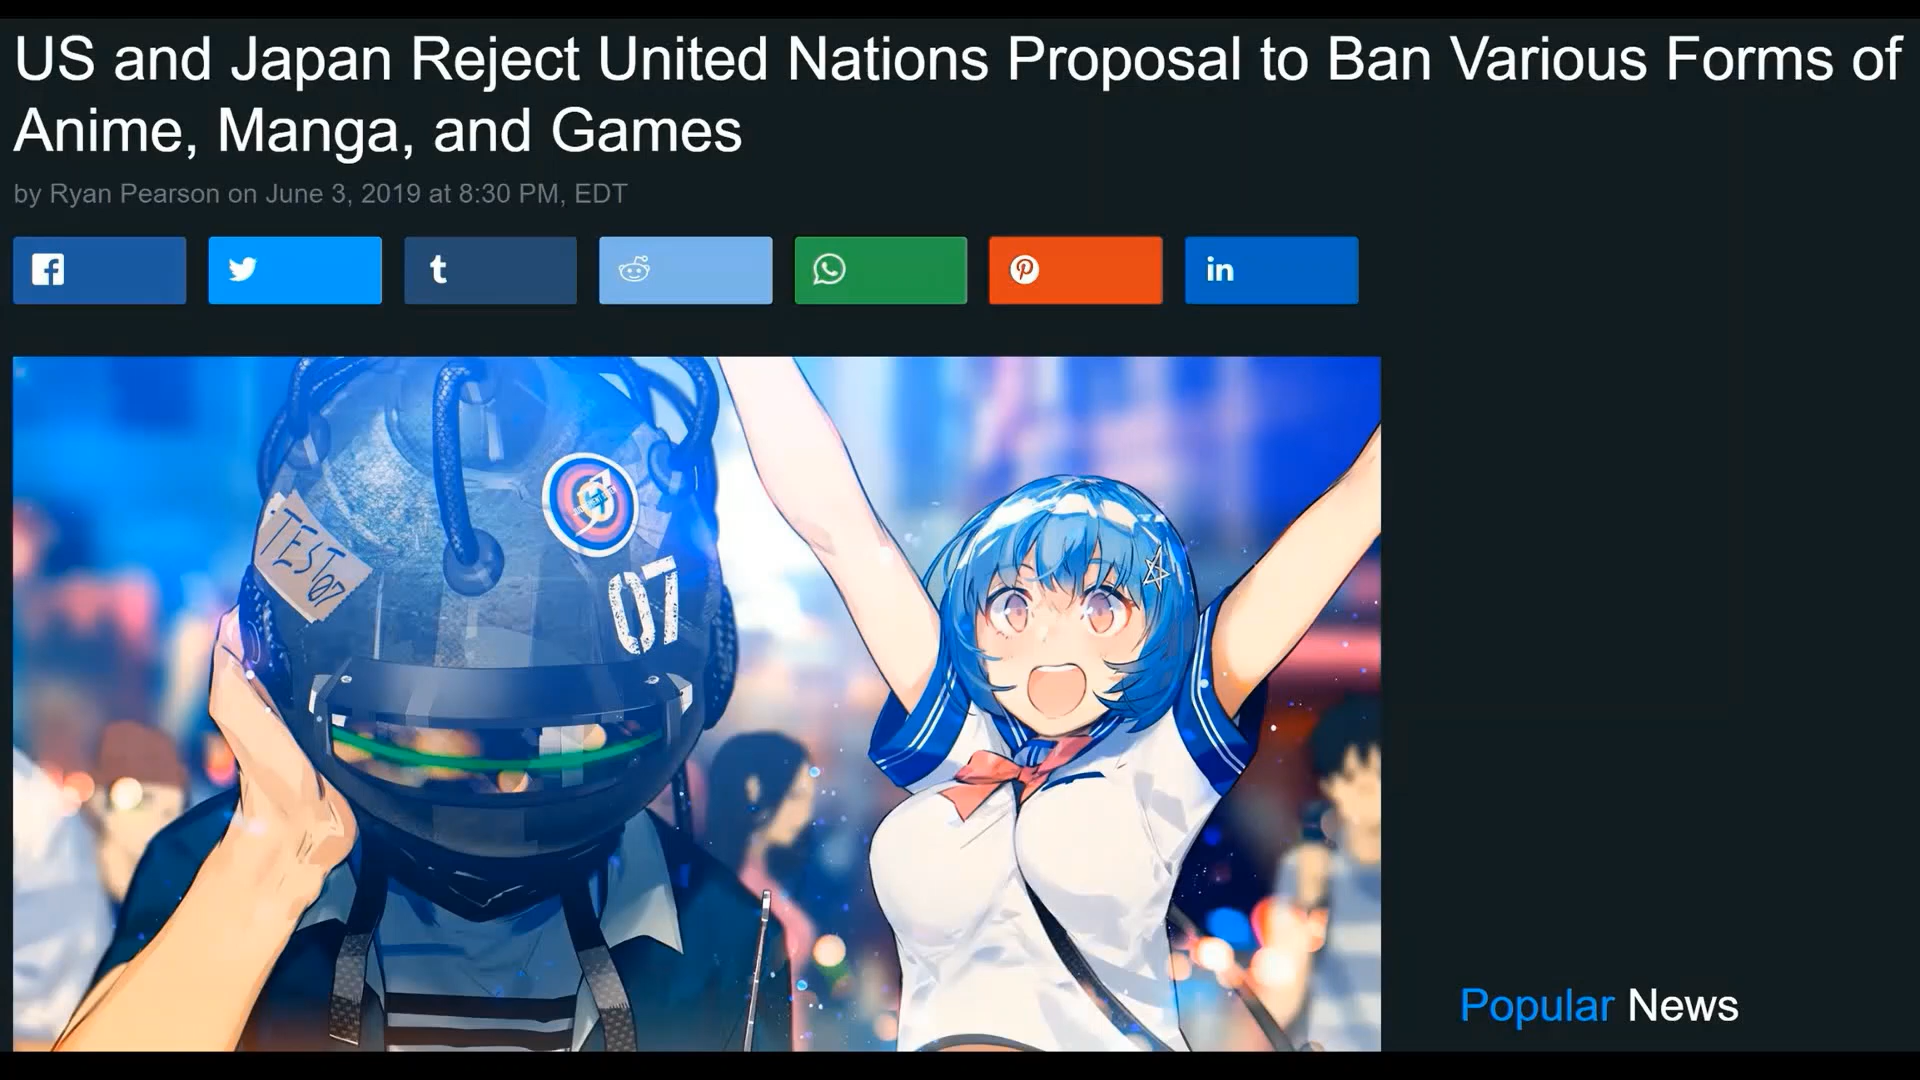 US and Japan Reject United Nations Proposal to Ban Various Forms of
Anime, Manga, and Games
by Ryan Pearson on June 3, 2019 at 8:30 PM, EDT
TEST 07
07
Popular News